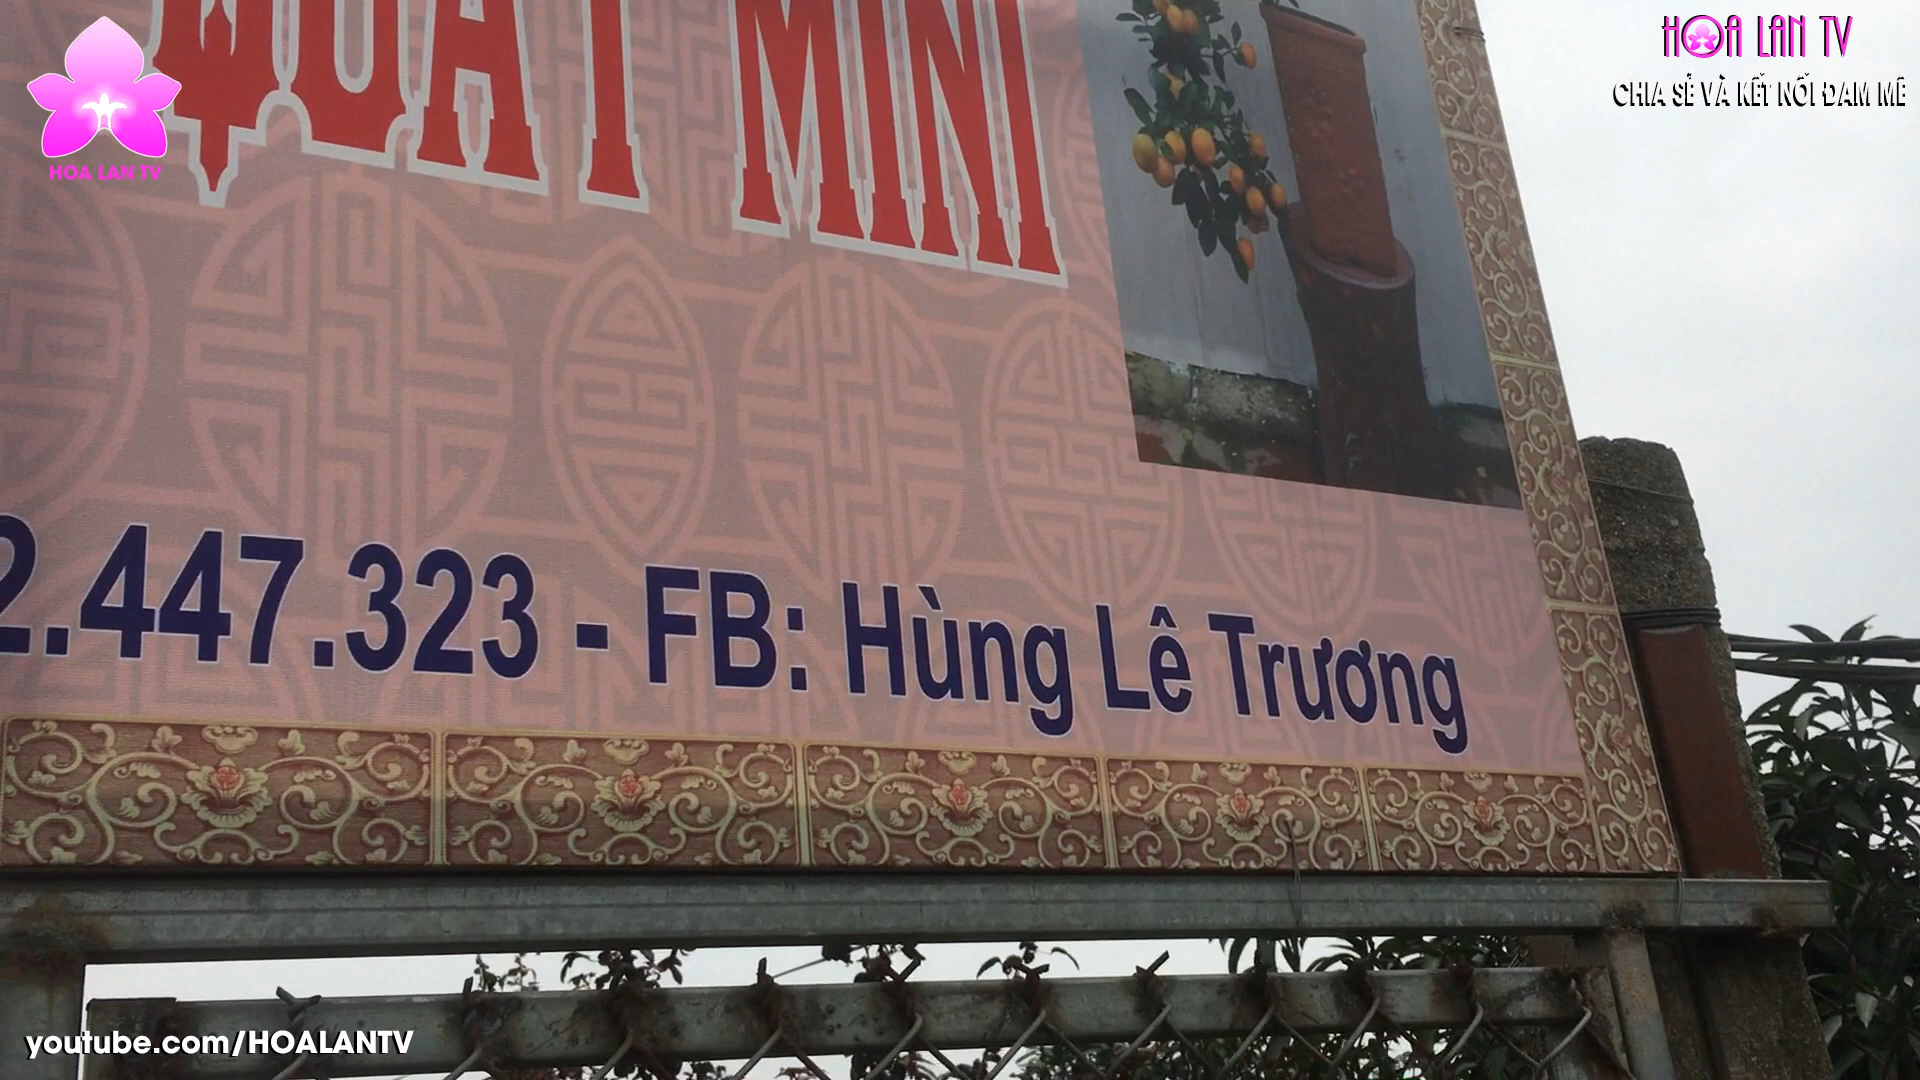 HOA LAN TV
HOA LAN TV
CHIA SẺ VÀ KẾT NỐI ĐAM MÊ
QUẤT MINI
2.447.323 - FB: Hùng Lê Trương
youtube.com/HOALANTV